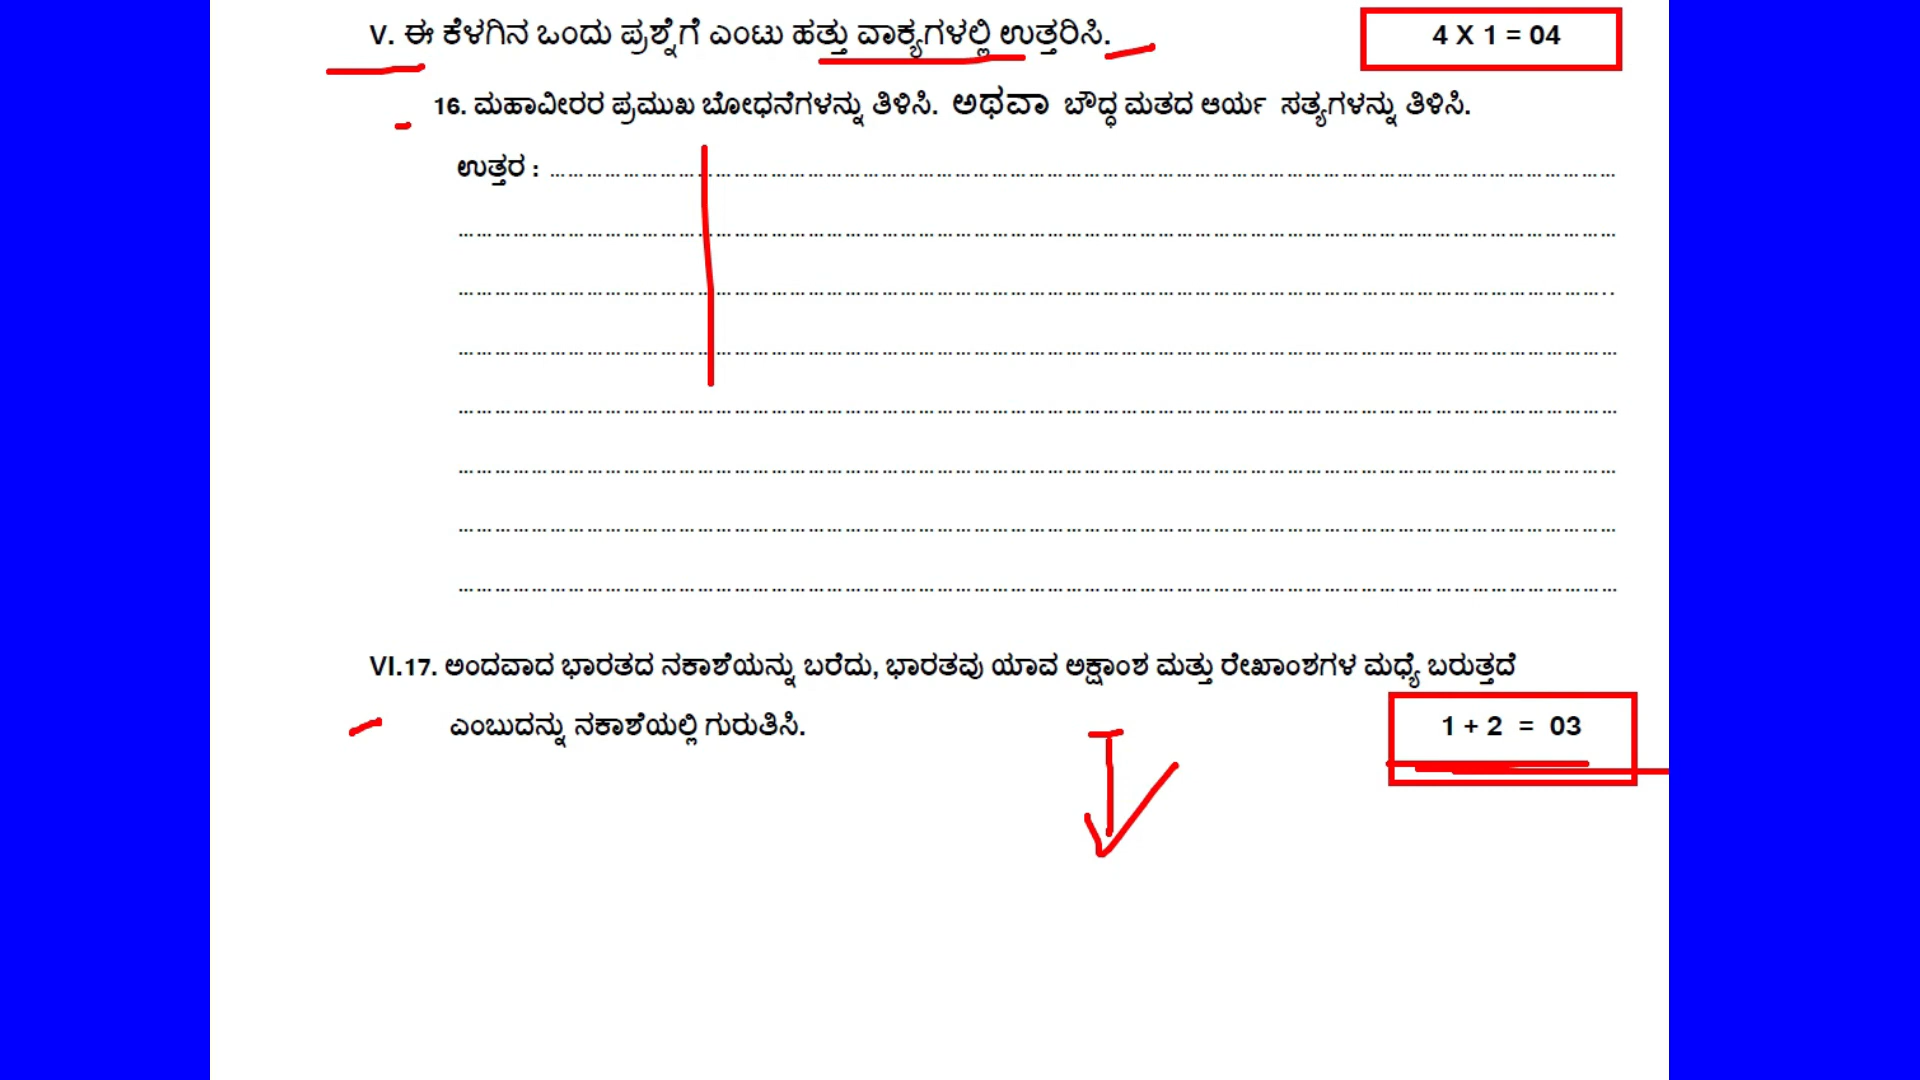 V. ಈ ಕೆಳಗಿನ ಒಂದು ಪ್ರಶ್ನೆಗೆ ಎಂಟು ಹತ್ತು ವಾಕ್ಯಗಳಲ್ಲಿ ಉತ್ತರಿಸಿ. 4 X 1 = 04
16. ಮಹಾವೀರರ ಪ್ರಮುಖ ಬೋಧನೆಗಳನ್ನು ತಿಳಿಸಿ. ಅಥವಾ ಬೌದ್ಧ ಮತದ ಆರ್ಯ ಸತ್ಯಗಳನ್ನು ತಿಳಿಸಿ.
ಉತ್ತರ :
VI.17. ಅಂದವಾದ ಭಾರತದ ನಕಾಶೆಯನ್ನು ಬರೆದು, ಭಾರತವು ಯಾವ ಅಕ್ಷಾಂಶ ಮತ್ತು ರೇಖಾಂಶಗಳ ಮಧ್ಯೆ ಬರುತ್ತದೆ
ಎಂಬುದನ್ನು ನಕಾಶೆಯಲ್ಲಿ ಗುರುತಿಸಿ. 1 + 2 = 03